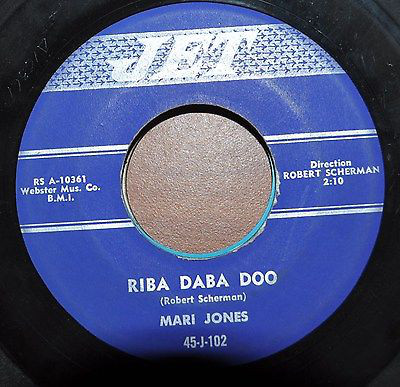 JET
RS A-10361
Webster Mus. Co.
B.M.I.
Direction
ROBERT SCHERMAN
2:10
RIBA DABA DOO
(Robert Scherman)
MARI JONES
45-J-102